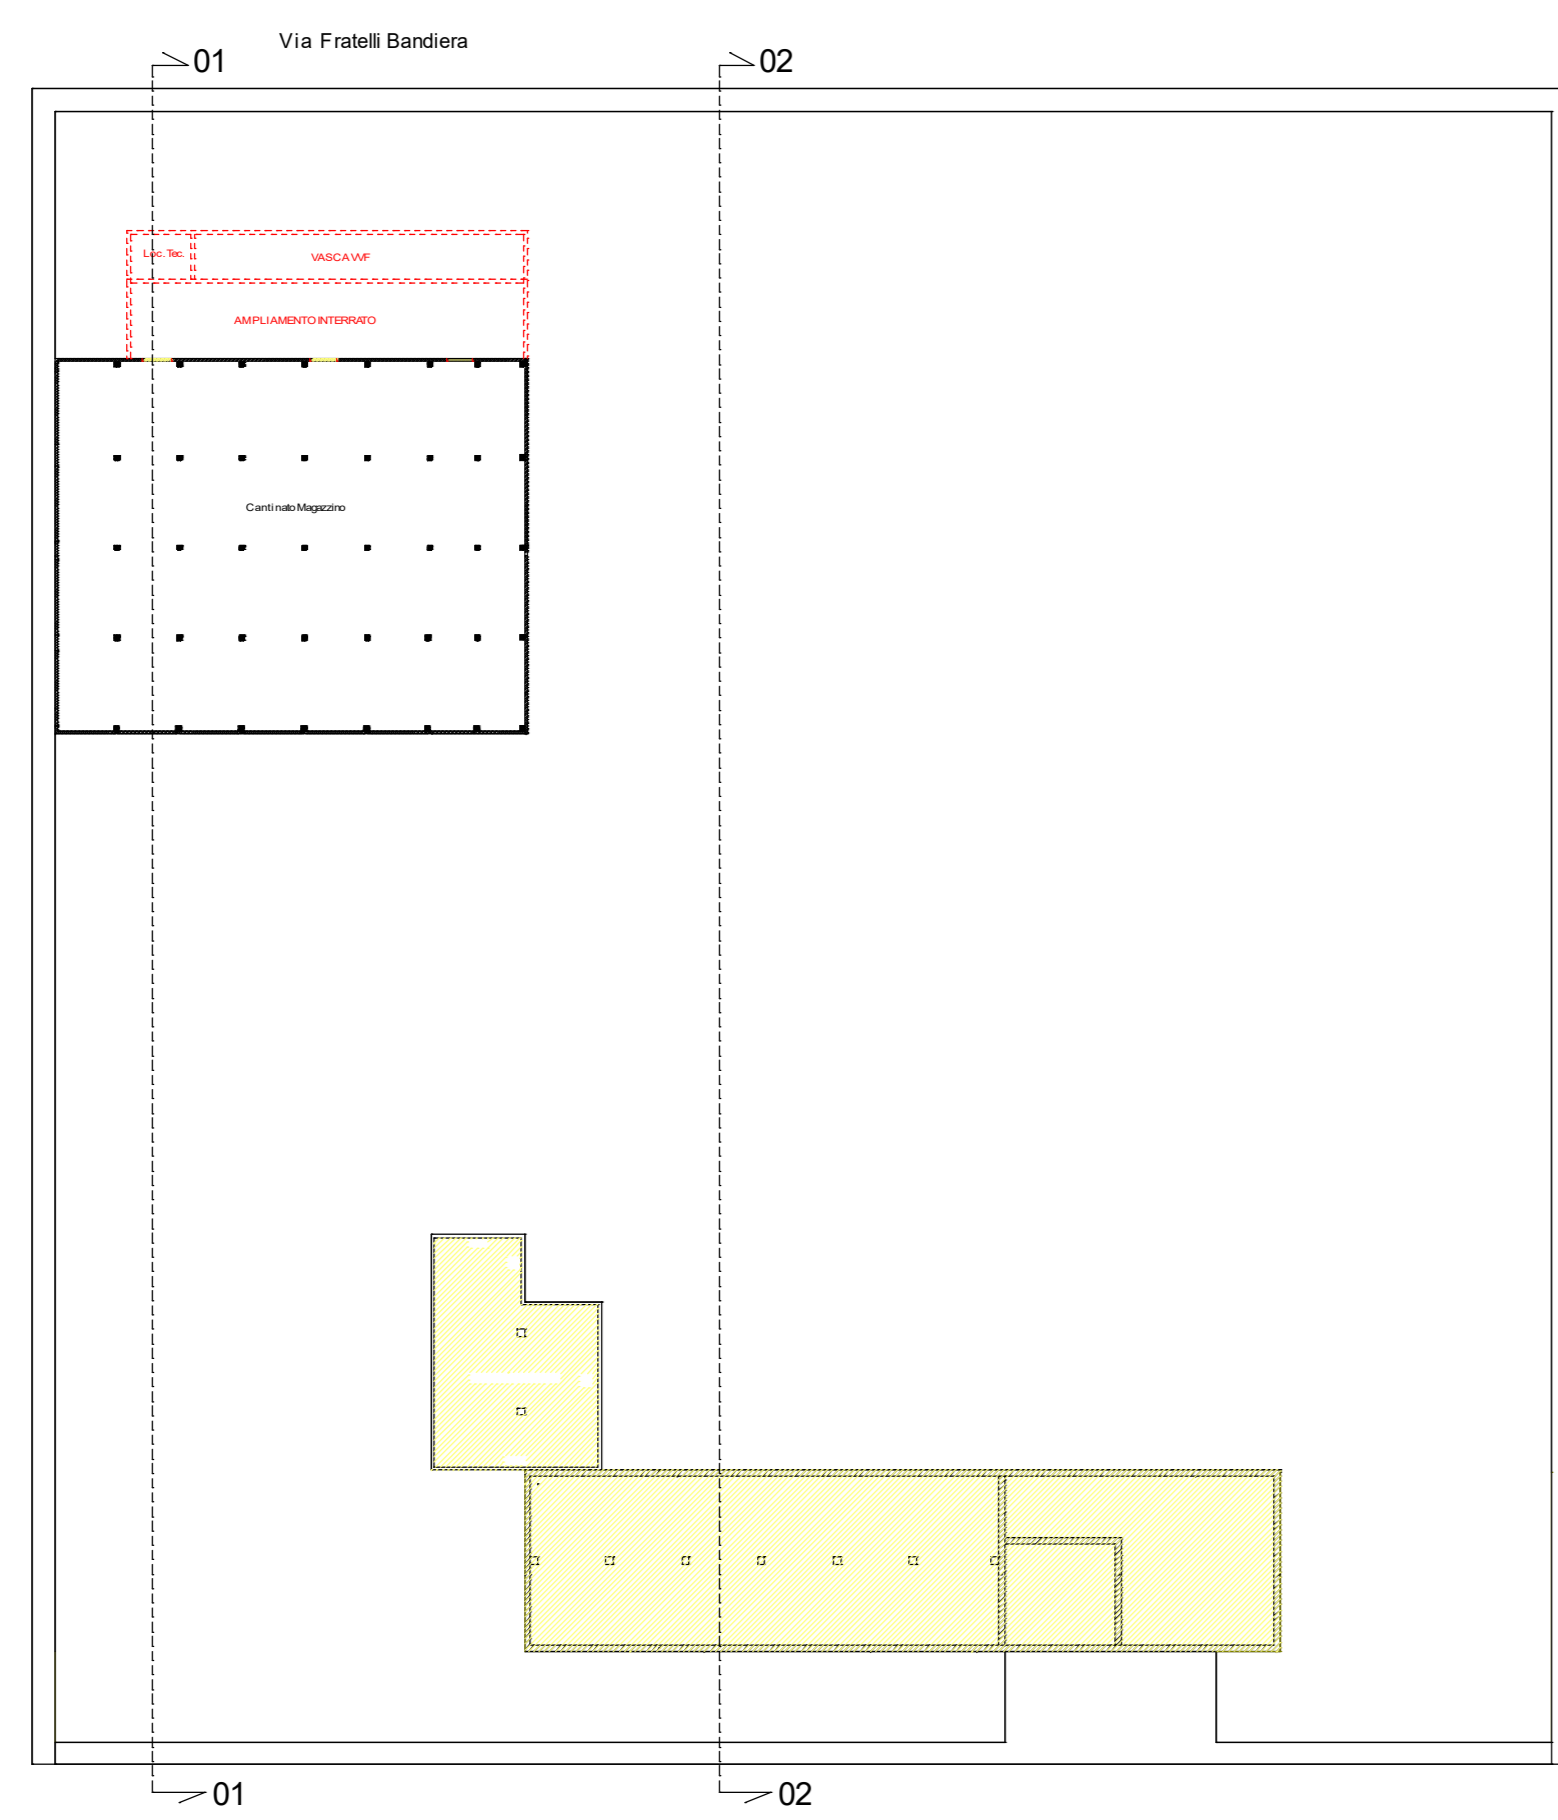 Via Fratelli Bandiera
01
02
Loc. Tec.
VASCA VVF
AMPLIAMENTO INTERRATO
Cantinato Magazzino
01
02